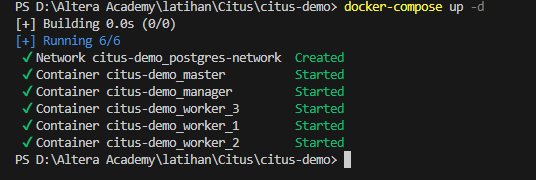 PS D:\Altera Academy\latihan\Citus\citus-demo> docker-compose up -d
[+] Building 0.0s (0/0)
[+] Running 6/6
✔ Network citus-demo_postgres-network  Created
✔ Container citus-demo_master          Started
✔ Container citus-demo_manager         Started
✔ Container citus-demo_worker_3        Started
✔ Container citus-demo_worker_1        Started
✔ Container citus-demo_worker_2        Started
PS D:\Altera Academy\latihan\Citus\citus-demo>